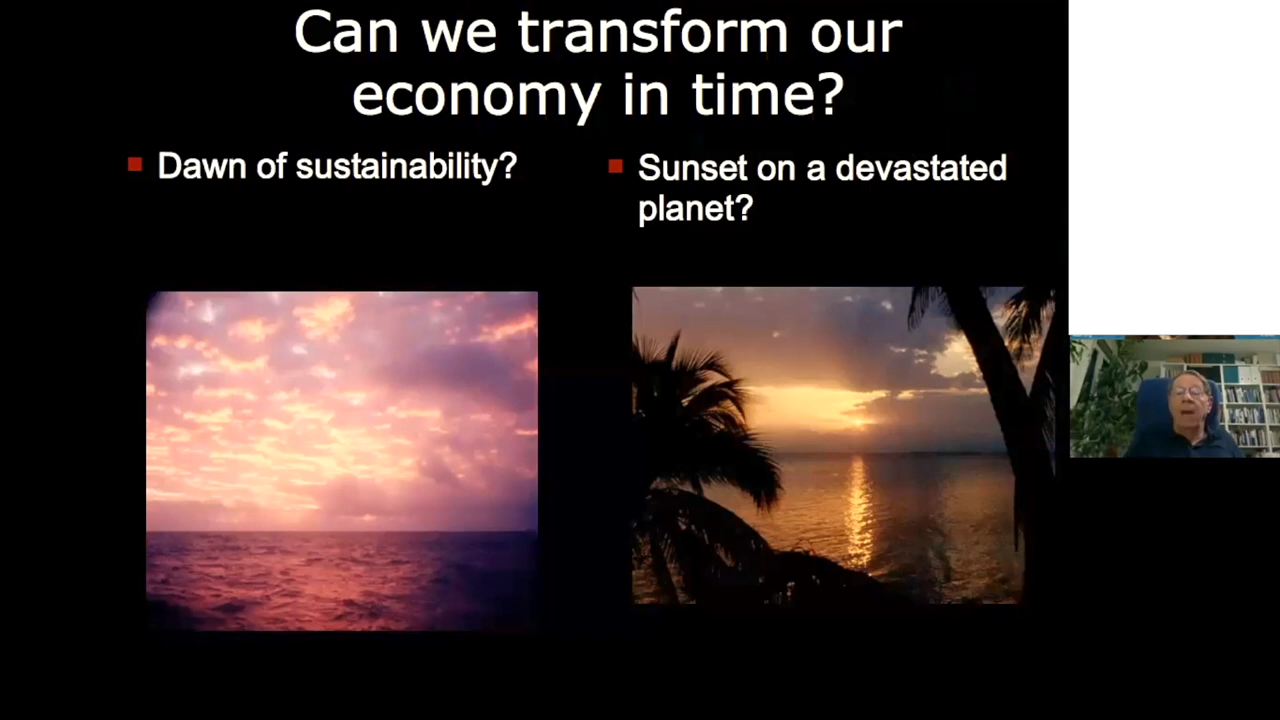 Can we transform our
economy in time?
Dawn of sustainability?
Sunset on a devastated
planet?